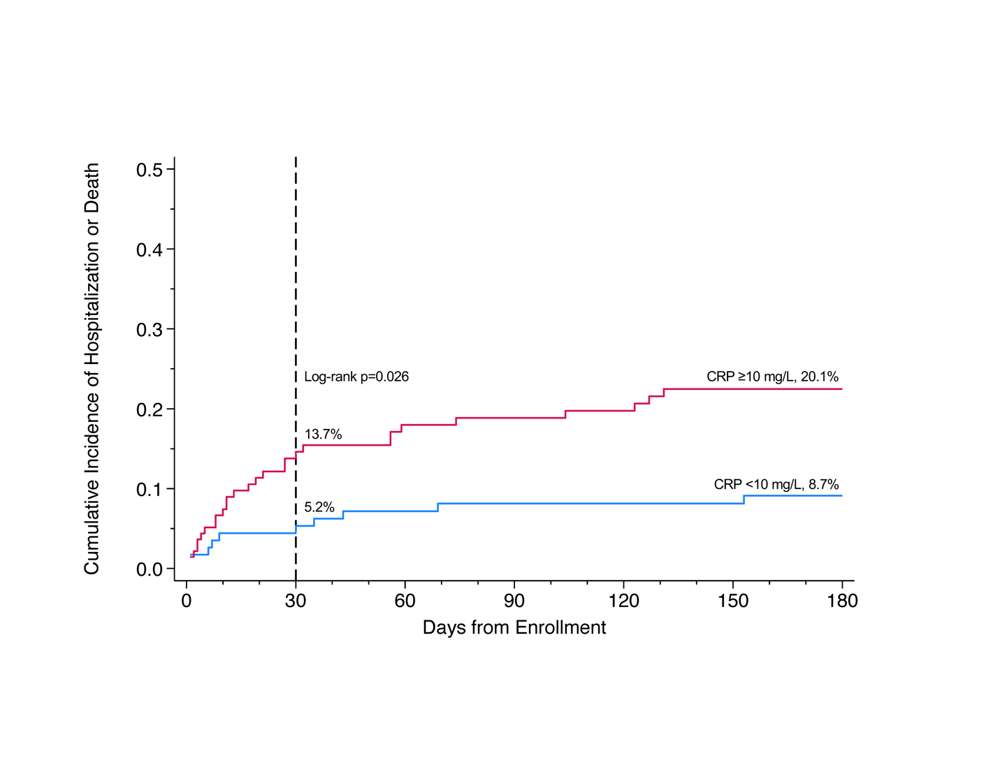 Cumulative Incidence of Hospitalization or Death
0.5
0.4
0.3
0.2
0.1
0.0
Log-rank p=0.026
CRP ≥10 mg/L, 20.1%
13.7%
CRP <10 mg/L, 8.7%
5.2%
0 30 60 90 120 150 180
Days from Enrollment